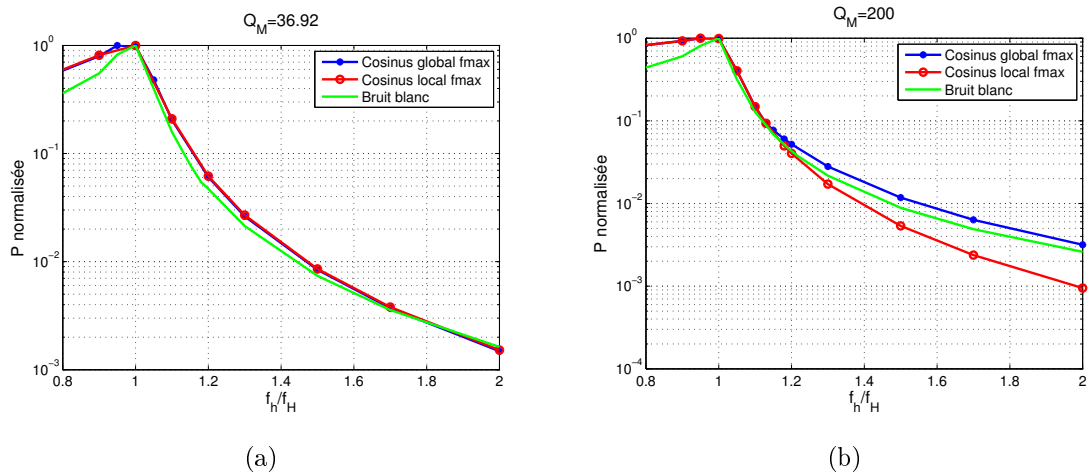 Q_M=36.92
10^0
10^-1
10^-2
10^-3
P normalisée
Cosinus global fmax
Cosinus local fmax
Bruit blanc
0.8 1 1.2 1.4 1.6 1.8 2
f_h/f_H
(a)
Q_M=200
10^0
10^-1
10^-2
10^-3
10^-4
P normalisée
Cosinus global fmax
Cosinus local fmax
Bruit blanc
0.8 1 1.2 1.4 1.6 1.8 2
f_h/f_H
(b)